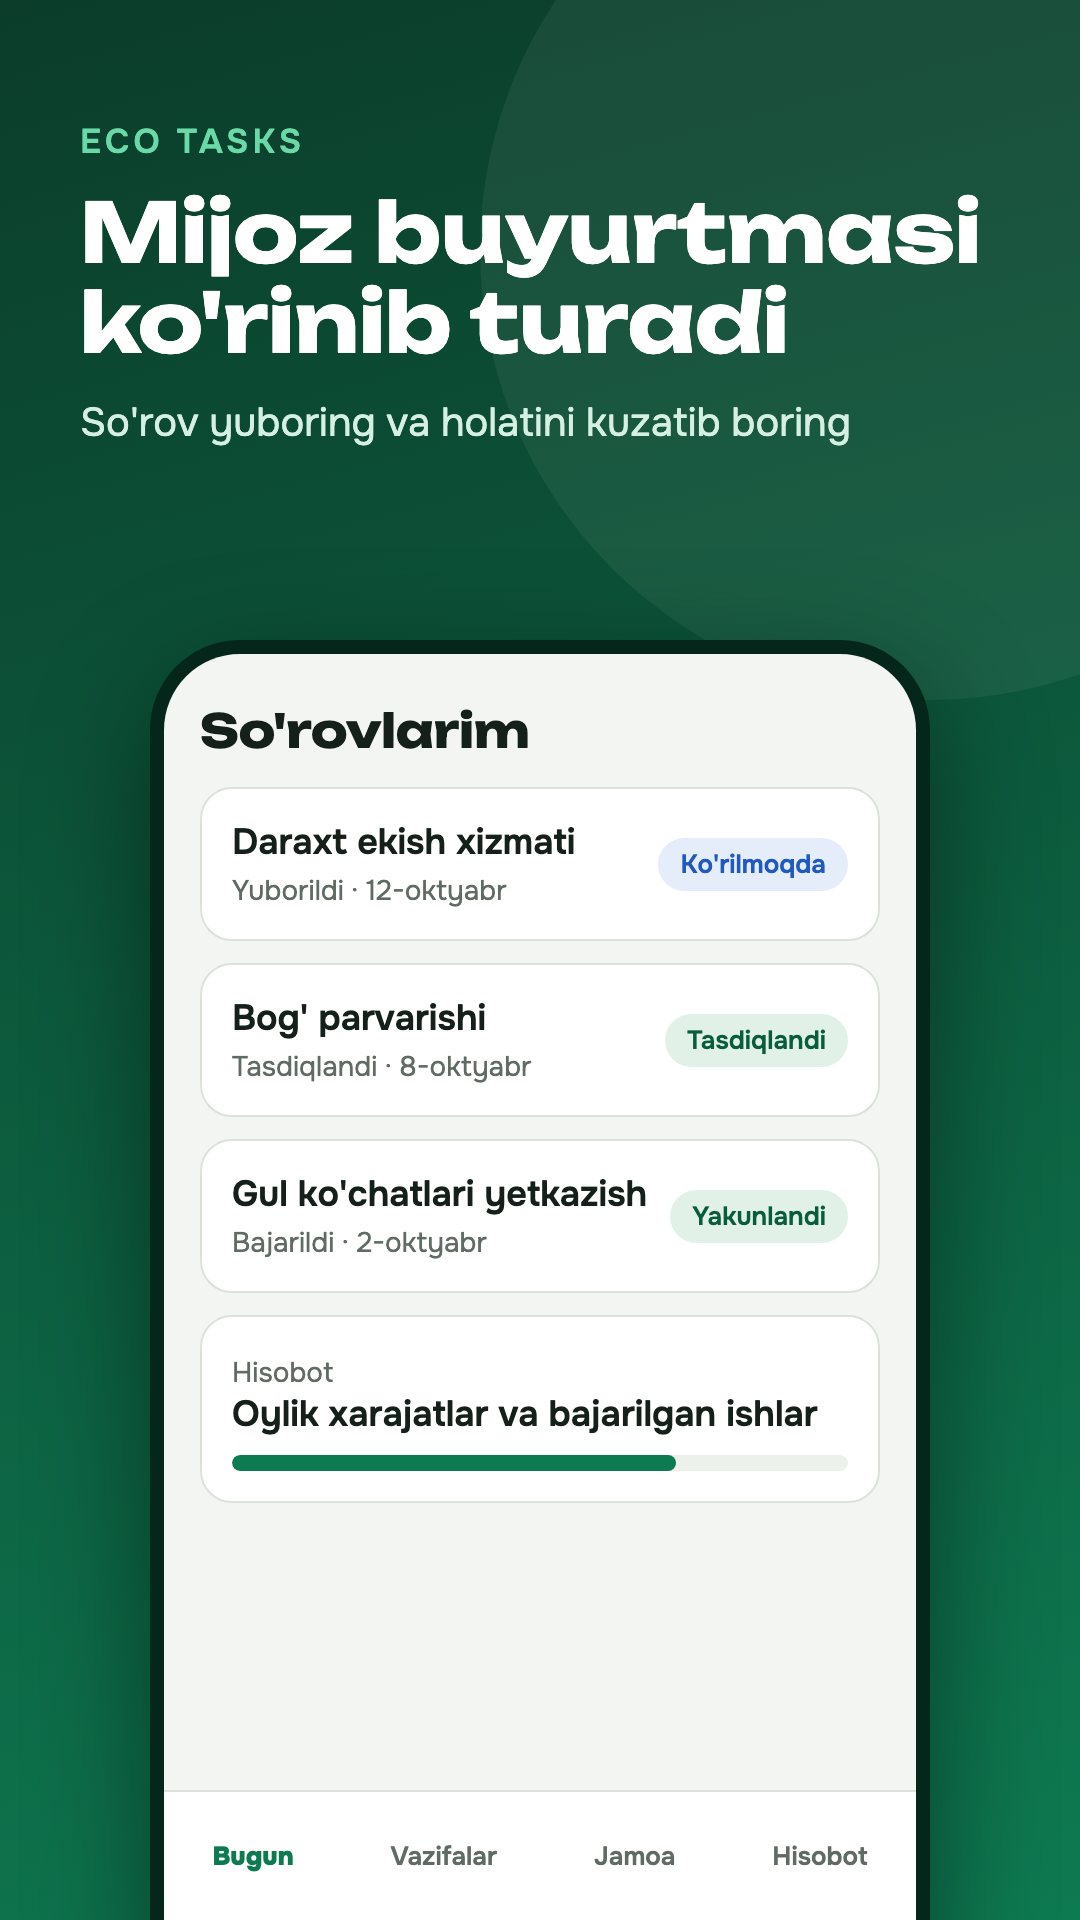 ECO TASKS
Mijoz buyurtmasi
ko'rinib turadi
So'rov yuboring va holatini kuzatib boring
So'rovlarim
Daraxt ekish xizmati
Yuborildi · 12-oktyabr
Ko'rilmoqda
Bog' parvarishi
Tasdiqlandi · 8-oktyabr
Tasdiqlandi
Gul ko'chatlari yetkazish
Bajarildi · 2-oktyabr
Yakunlandi
Hisobot
Oylik xarajatlar va bajarilgan ishlar
Bugun Vazifalar Jamoa Hisobot